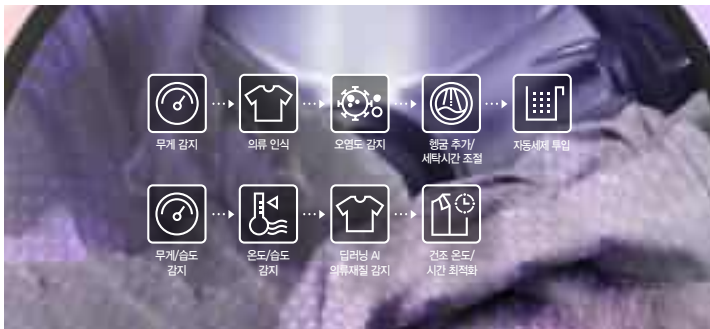 무게 감지
의류 인식
오염도 감지
헹굼 추가/
세탁시간 조절
자동세제 투입
무게/습도
감지
온도/습도
감지
딥러닝 AI
의류재질 감지
건조 온도/
시간 최적화